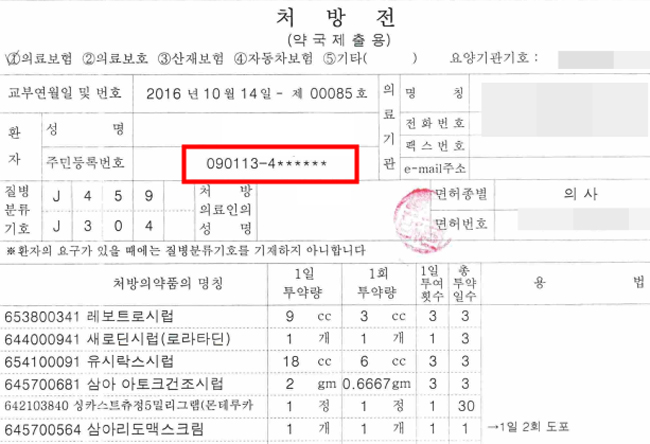 처 방 전
(약국제출용)
①의료보험 ②의료보호 ③산재보험 ④자동차보험 ⑤기타( ) 요양기관기호 :
교부연월일 및 번호 2016 년 10 월 14 일 - 제 00085 호 의료기관 명 칭
환자 성 명 전화번호
팩스번호
주민등록번호 090113-4****** e-mail주소
질병분류기호 J 4 5 9 처 방 의료인의 성 명 면허종별 의 사
J 3 0 4 면허번호
※환자의 요구가 있을 때에는 질병분류기호를 기재하지 아니합니다
처방의약품의 명칭 1일 투약량 1회 투약량 1일 투여 횟수 총 투약 일수 용 법
653800341 레보트로시럽 9 cc 3 cc 3 3
644000941 새로딘시럽(로라타딘) 1 개 1 개 1 3
654100091 유시락스시럽 18 cc 6 cc 3 3
645700681 삼아 아토크건조시럽 2 gm 0.6667gm 3 3
642103840 싱카스트츄정5밀리그램(몬테루카 1 정 1 정 1 30
645700564 삼아리도맥스크림 1 개 1 개 1 1 →1일 2회 도포